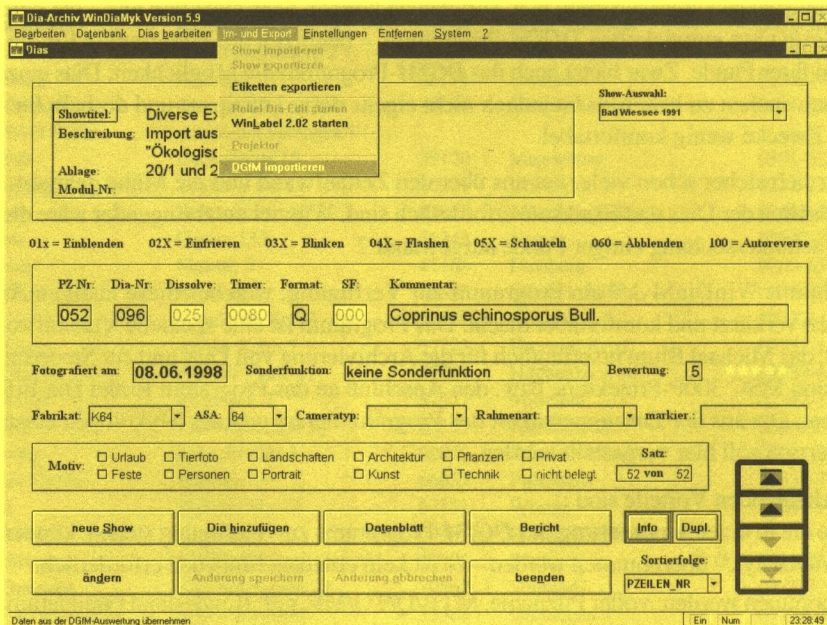 Dia-Archiv WinDiaMyk Version 5.9
Bearbeiten Datenbank Dias bearbeiten Im- und Export Einstellungen Entfernen System ?
Dias
Show importieren
Show exportieren
Etiketten exportieren
Rollei Dia Edit starten
WinLabel 2.02 starten
Projektor
DGfM importieren
Show-Auswahl:
Bad Wiessee 1991
Showtitel: Diverse Ex
Beschreibung: Import aus
"Ökologisc
Ablage: 20/1 und 2
Modul-Nr:
01x = Einblenden 02X = Einfrieren 03X = Blinken 04X = Flashen 05X = Schaukeln 060 = Abblenden 100 = Autoreverse
PZ-Nr: Dia-Nr: Dissolve: Timer: Format: SF: Kommentar:
052 096 025 0080 Q 000 Coprinus echinosporus Bull.
Fotografiert am: 08.06.1998 Sonderfunktion: keine Sonderfunktion Bewertung: 5 *****
Fabrikat: K64 ASA: 64 Cameratyp: Rahmenart: markier.:
Motiv: Urlaub Tierfoto Landschaften Architektur Pflanzen Privat
Feste Personen Portrait Kunst Technik nicht belegt
Satz:
52 von 52
neue Show Dia hinzufügen Datenblatt Bericht Info Dupl.
ändern Änderung speichern Änderung abbrechen beenden
Sortierfolge:
PZEILEN_NR
Daten aus der DGfM-Auswertung übernehmen Ein Num 23:28:49